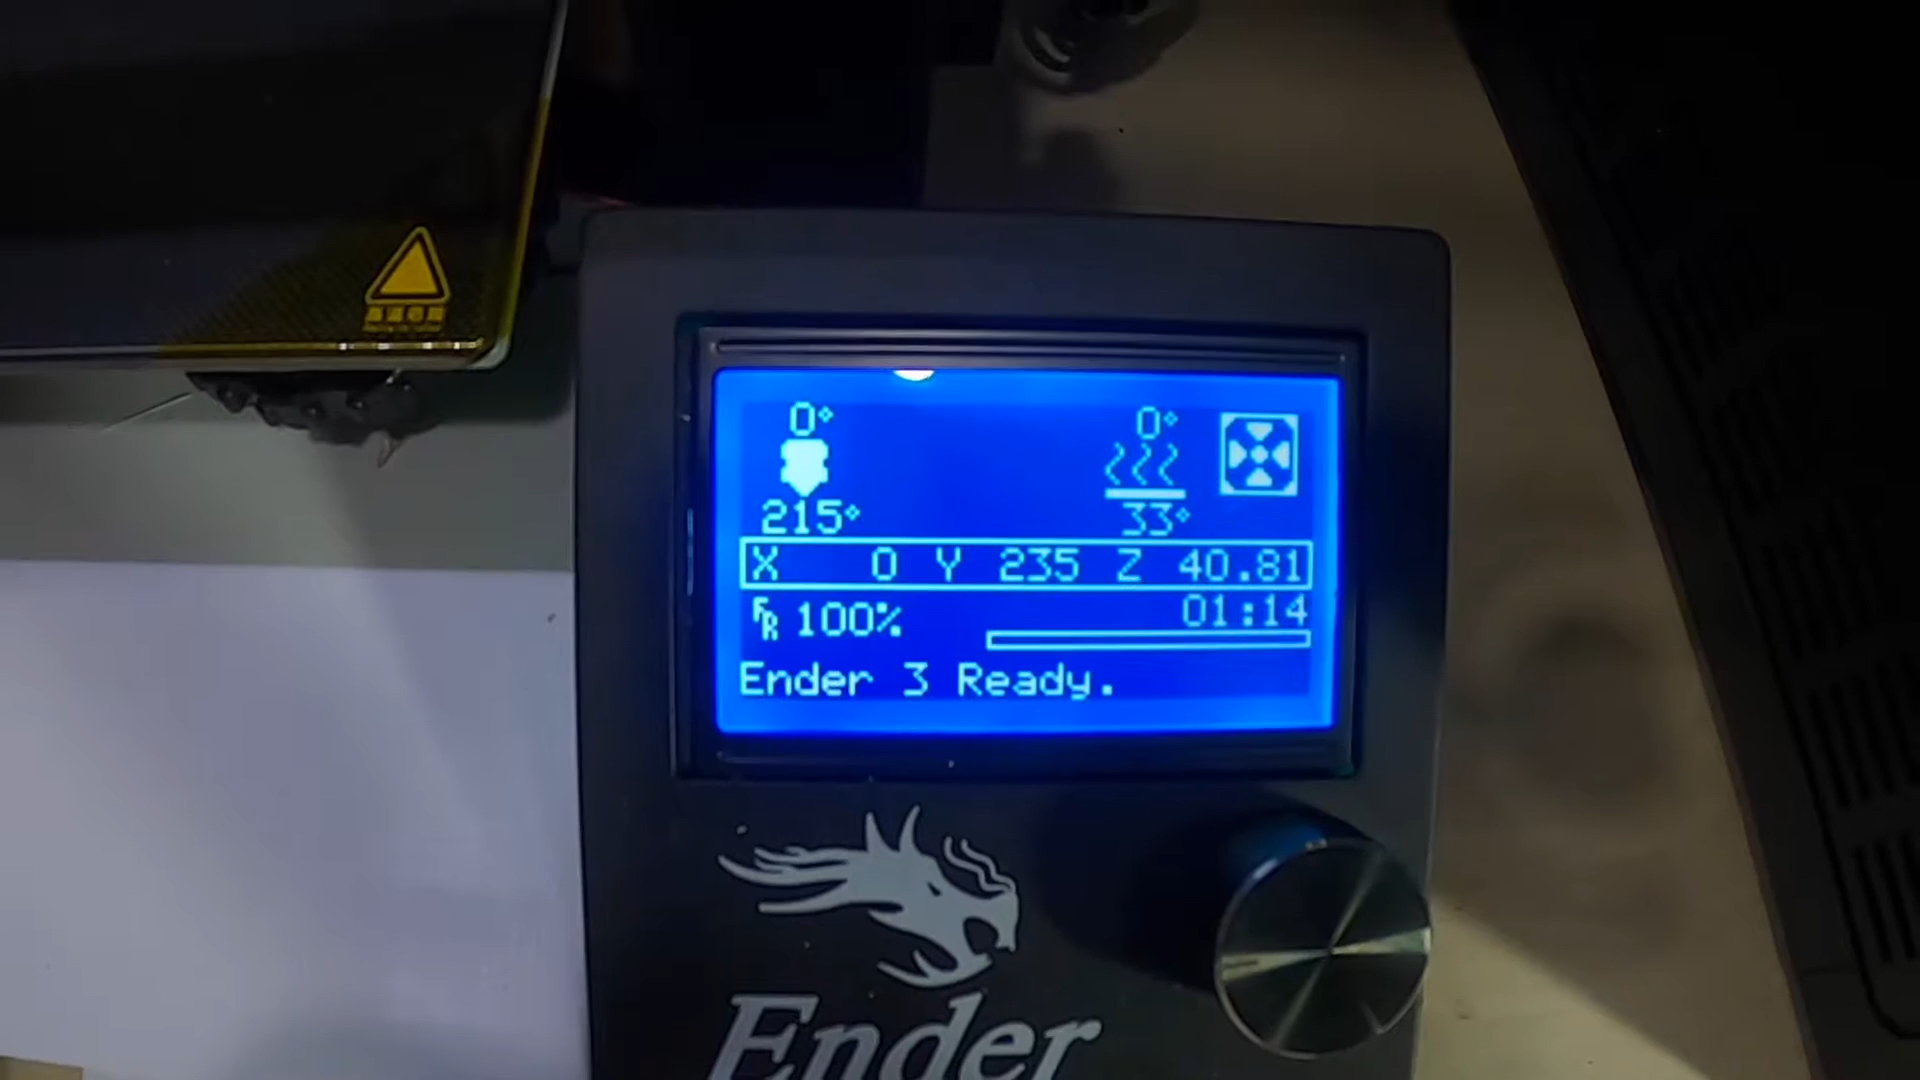 0° 0°
215° 33°
X 0 Y 235 Z 40.81
FR 100% 01:14
Ender 3 Ready.
Ender